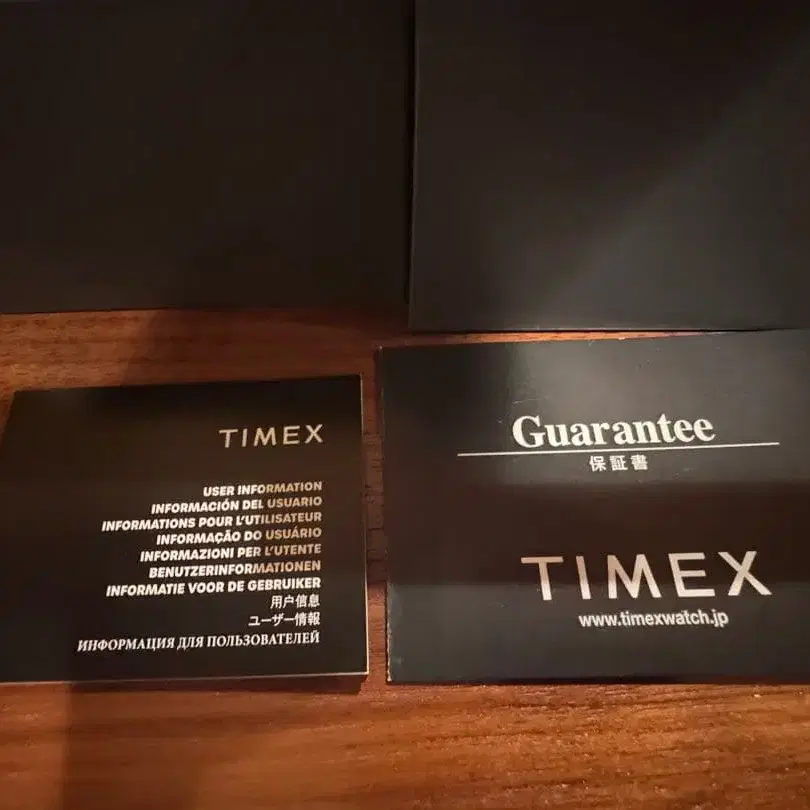 TIMEX
USER INFORMATION
INFORMACIÓN DEL USUARIO
INFORMATIONS POUR L'UTILISATEUR
INFORMAÇÃO DO USUÁRIO
INFORMAZIONI PER L'UTENTE
BENUTZERINFORMATIONEN
INFORMATIE VOOR DE GEBRUIKER
用户信息
ユーザー情報
ИНФОРМАЦИЯ ДЛЯ ПОЛЬЗОВАТЕЛЕЙ
Guarantee
保証書
TIMEX
www.timexwatch.jp